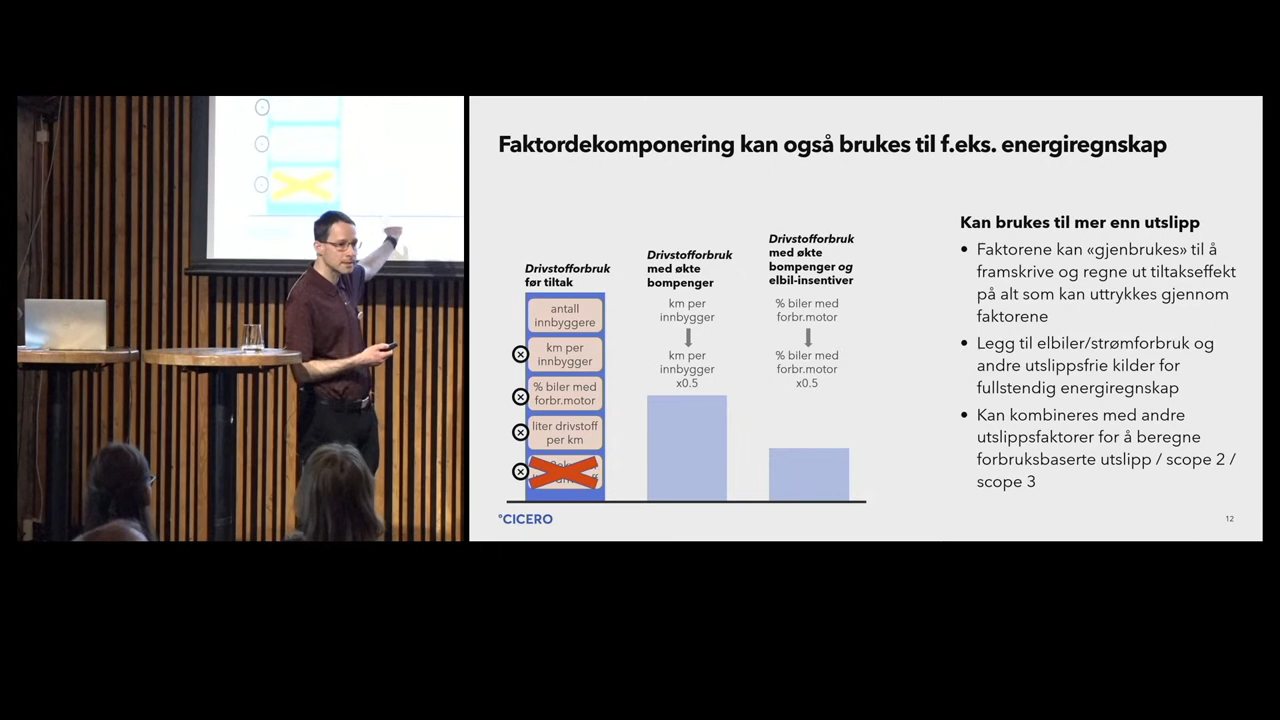 Faktordekomponering kan også brukes til f.eks. energiregnskap
Drivstofforbruk
før tiltak
antall
innbyggere
km per
innbygger
% biler med
forbr.motor
liter drivstoff
per km
Drivstofforbruk
med økte
bompenger
km per
innbygger
km per
innbygger
x0.5
Drivstofforbruk
med økte
bompenger og
elbil-insentiver
% biler med
forbr.motor
% biler med
forbr.motor
x0.5
Kan brukes til mer enn utslipp
• Faktorene kan «gjenbrukes» til å
framskrive og regne ut tiltakseffekt
på alt som kan uttrykkes gjennom
faktorene
• Legg til elbiler/strømforbruk og
andre utslippsfrie kilder for
fullstendig energiregnskap
• Kan kombineres med andre
utslippsfaktorer for å beregne
forbruksbaserte utslipp / scope 2 /
scope 3
°CICERO
12